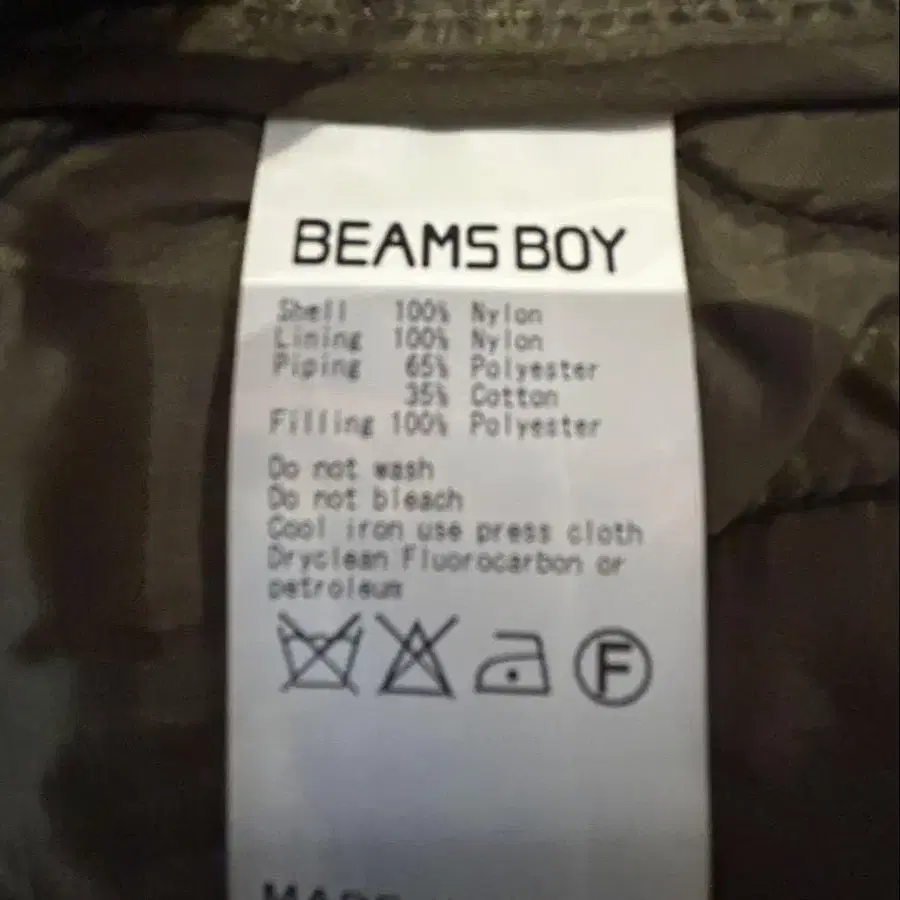 BEAMS BOY
Shell 100% Nylon
Lining 100% Nylon
Piping 65% Polyester
35% Cotton
Filling 100% Polyester
Do not wash
Do not bleach
Cool iron use press cloth
Dryclean Fluorocarbon or
petroleum
F